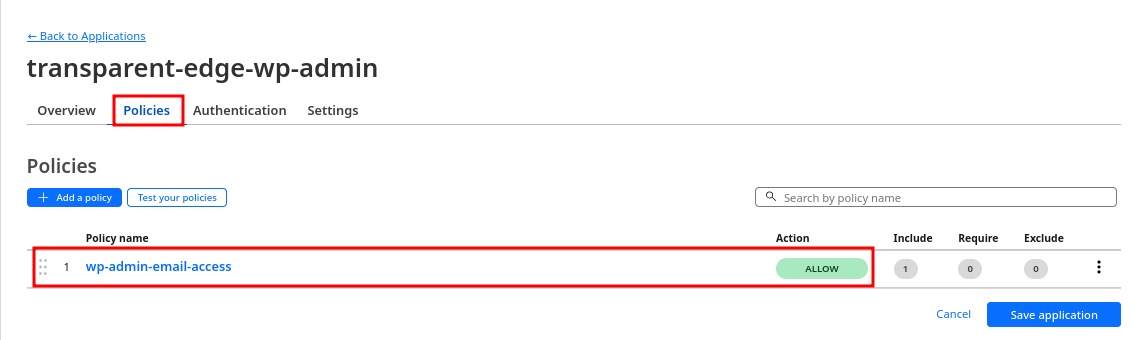 ← Back to Applications
transparent-edge-wp-admin
Overview Policies Authentication Settings
Policies
+ Add a policy Test your policies Search by policy name
Policy name Action Include Require Exclude
1 wp-admin-email-access ALLOW 1 0 0
Cancel Save application